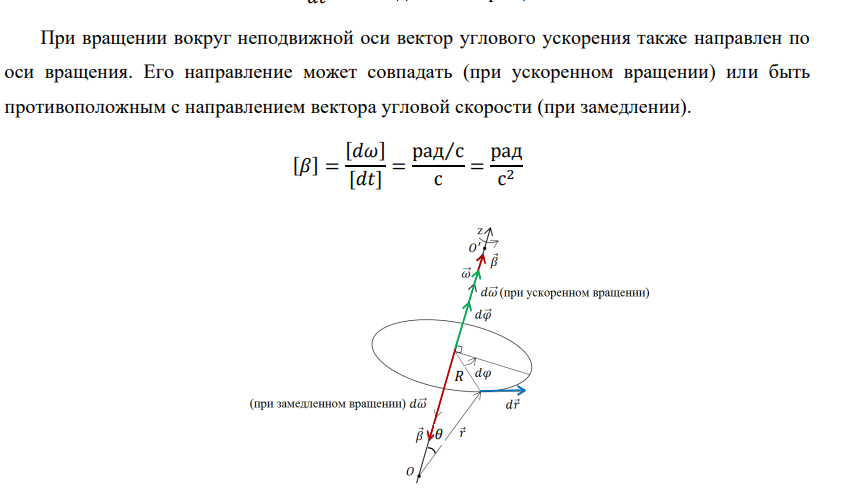 При вращении вокруг неподвижной оси вектор углового ускорения также направлен по
оси вращения. Его направление может совпадать (при ускоренном вращении) или быть
противоположным с направлением вектора угловой скорости (при замедлении).
[β] = [dω]/[dt] = рад/с/с = рад/с²
z
O′
β⃗
ω⃗
dω⃗ (при ускоренном вращении)
dφ⃗
R dφ
(при замедленном вращении) dω⃗ dr⃗
β⃗ θ r⃗
O